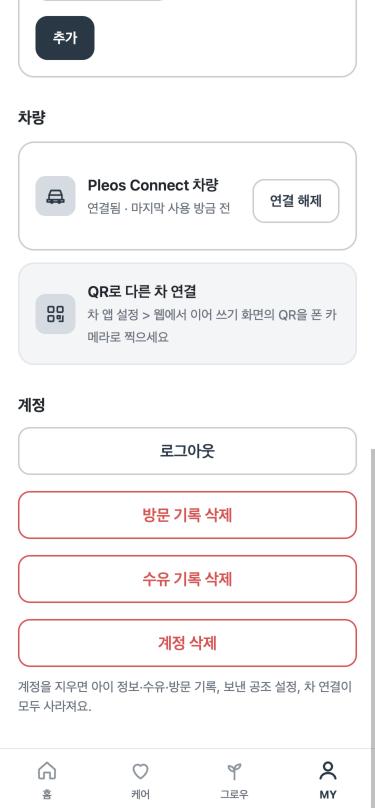 추가
차량
Pleos Connect 차량
연결됨 · 마지막 사용 방금 전
연결 해제
QR로 다른 차 연결
차 앱 설정 > 웹에서 이어 쓰기 화면의 QR을 폰 카
메라로 찍으세요
계정
로그아웃
방문 기록 삭제
수유 기록 삭제
계정 삭제
계정을 지우면 아이 정보·수유·방문 기록, 보낸 공조 설정, 차 연결이
모두 사라져요.
홈
케어
그로우
MY